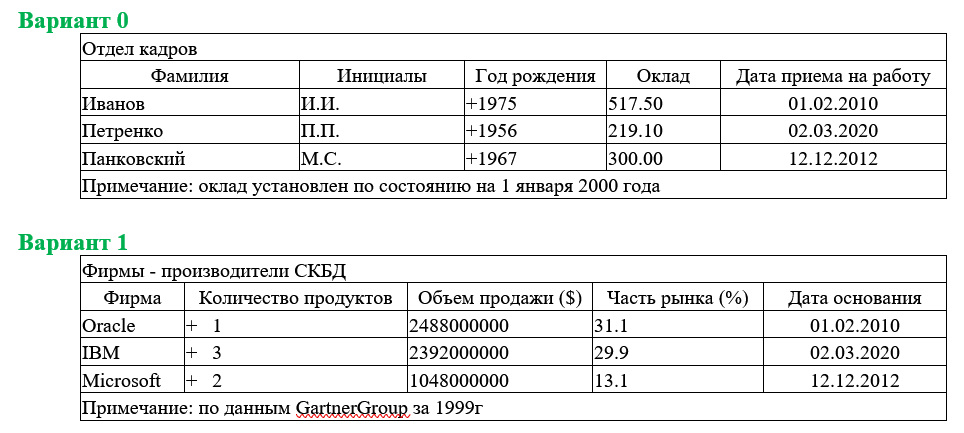 Вариант 0
Отдел кадров
Фамилия Инициалы Год рождения Оклад Дата приема на работу
Иванов И.И. +1975 517.50 01.02.2010
Петренко П.П. +1956 219.10 02.03.2020
Панковский М.С. +1967 300.00 12.12.2012
Примечание: оклад установлен по состоянию на 1 января 2000 года
Вариант 1
Фирмы - производители СКБД
Фирма Количество продуктов Объем продажи ($) Часть рынка (%) Дата основания
Oracle + 1 2488000000 31.1 01.02.2010
IBM + 3 2392000000 29.9 02.03.2020
Microsoft + 2 1048000000 13.1 12.12.2012
Примечание: по данным GartnerGroup за 1999г